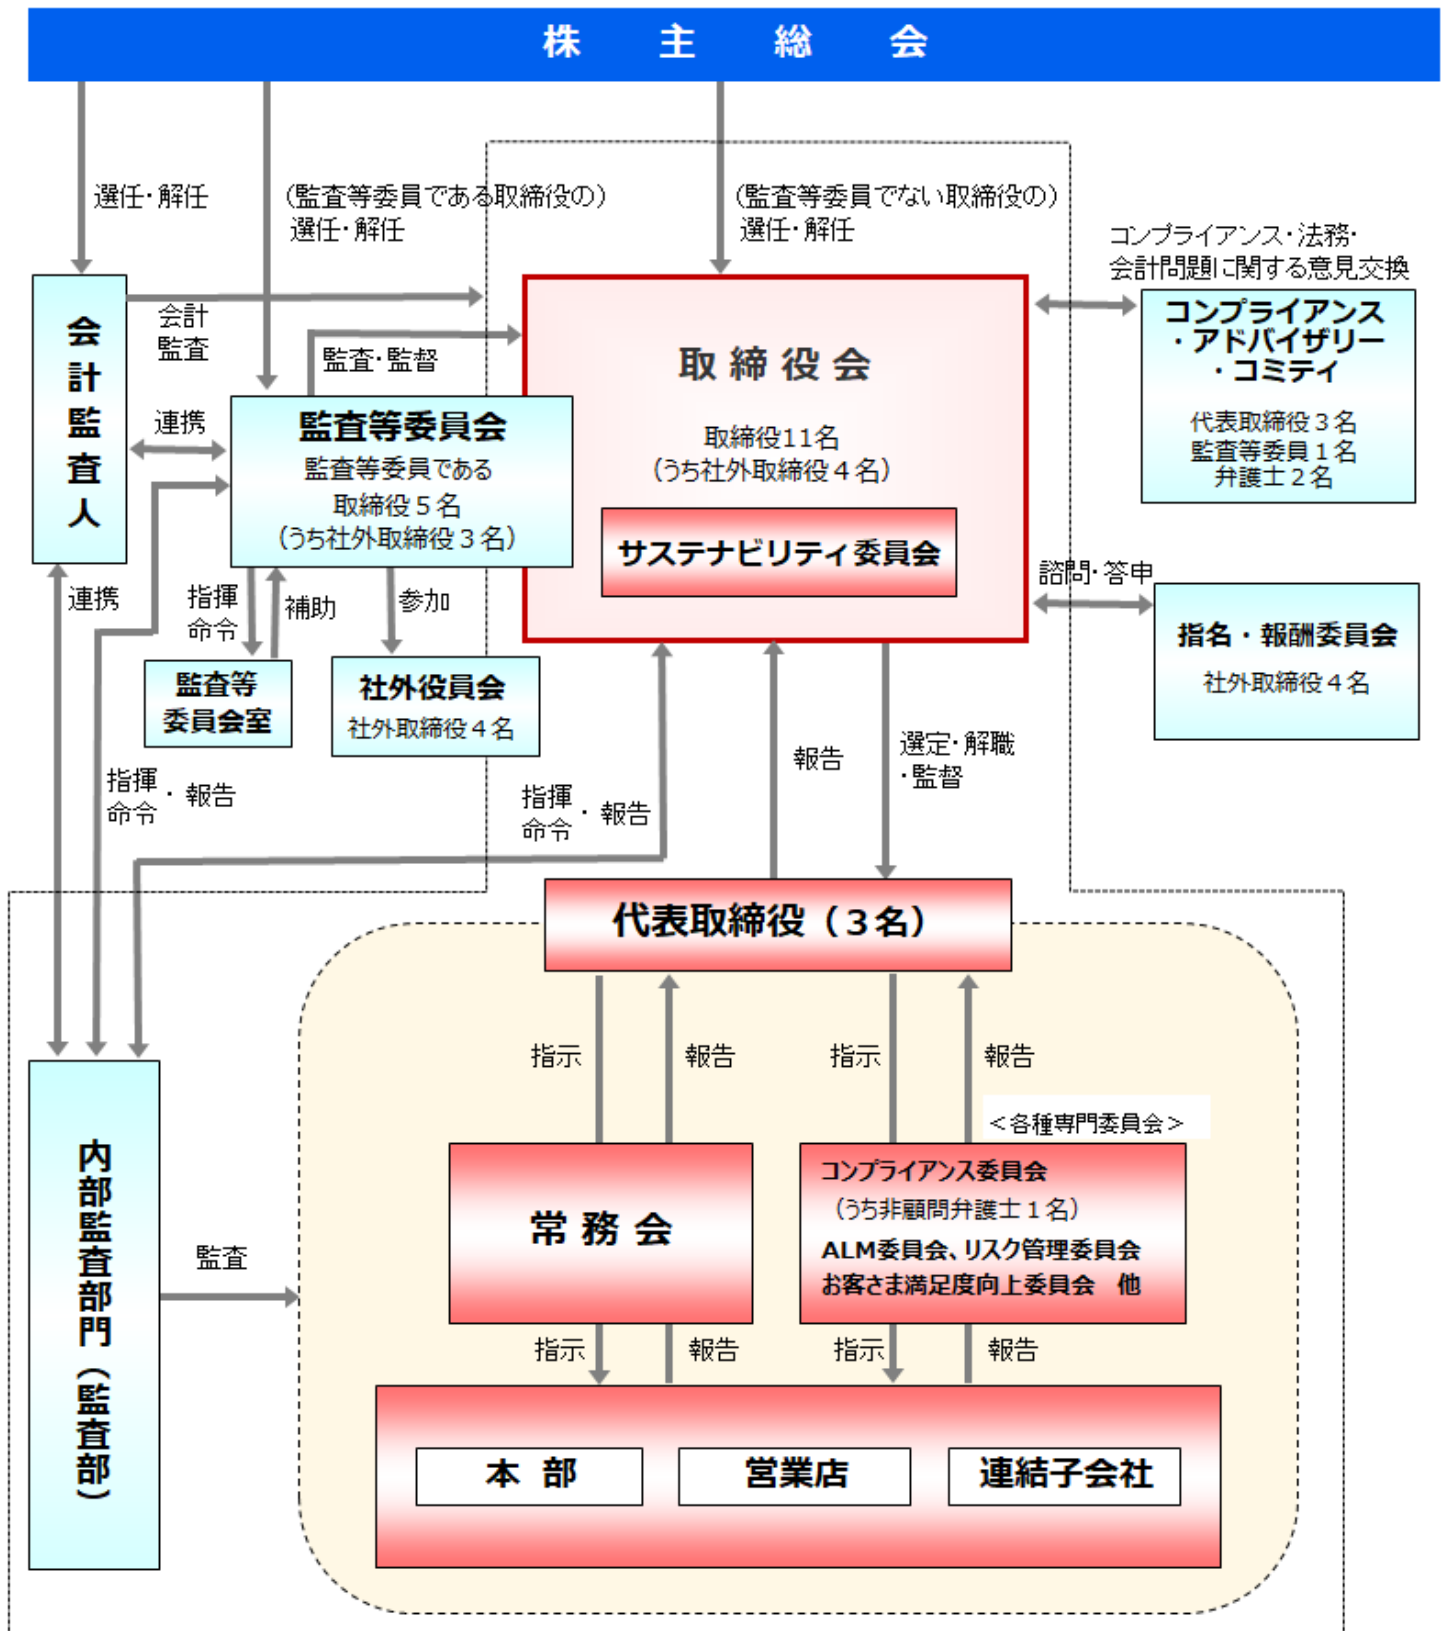 株 主 総 会
選任・解任
(監査等委員である取締役の)
選任・解任
(監査等委員でない取締役の)
選任・解任
コンプライアンス・法務・
会計問題に関する意見交換
会計監査人
会計
監査
監査・監督
連携
監査等委員会
監査等委員である
取締役5名
(うち社外取締役3名)
取締役会
取締役11名
(うち社外取締役4名)
サステナビリティ委員会
コンプライアンス
・アドバイザリー
・コミティ
代表取締役3名
監査等委員1名
弁護士2名
諮問・答申
指名・報酬委員会
社外取締役4名
連携
指揮
命令
補助
参加
監査等
委員会室
社外役員会
社外取締役4名
指揮
命令
・報告
指揮
命令
・報告
報告
選定・解職
・監督
代表取締役(3名)
指示
報告
指示
報告
<各種専門委員会>
内部監査部門(監査部)
監査
常務会
コンプライアンス委員会
(うち非顧問弁護士1名)
ALM委員会、リスク管理委員会
お客さま満足度向上委員会 他
指示
報告
指示
報告
本部
営業店
連結子会社